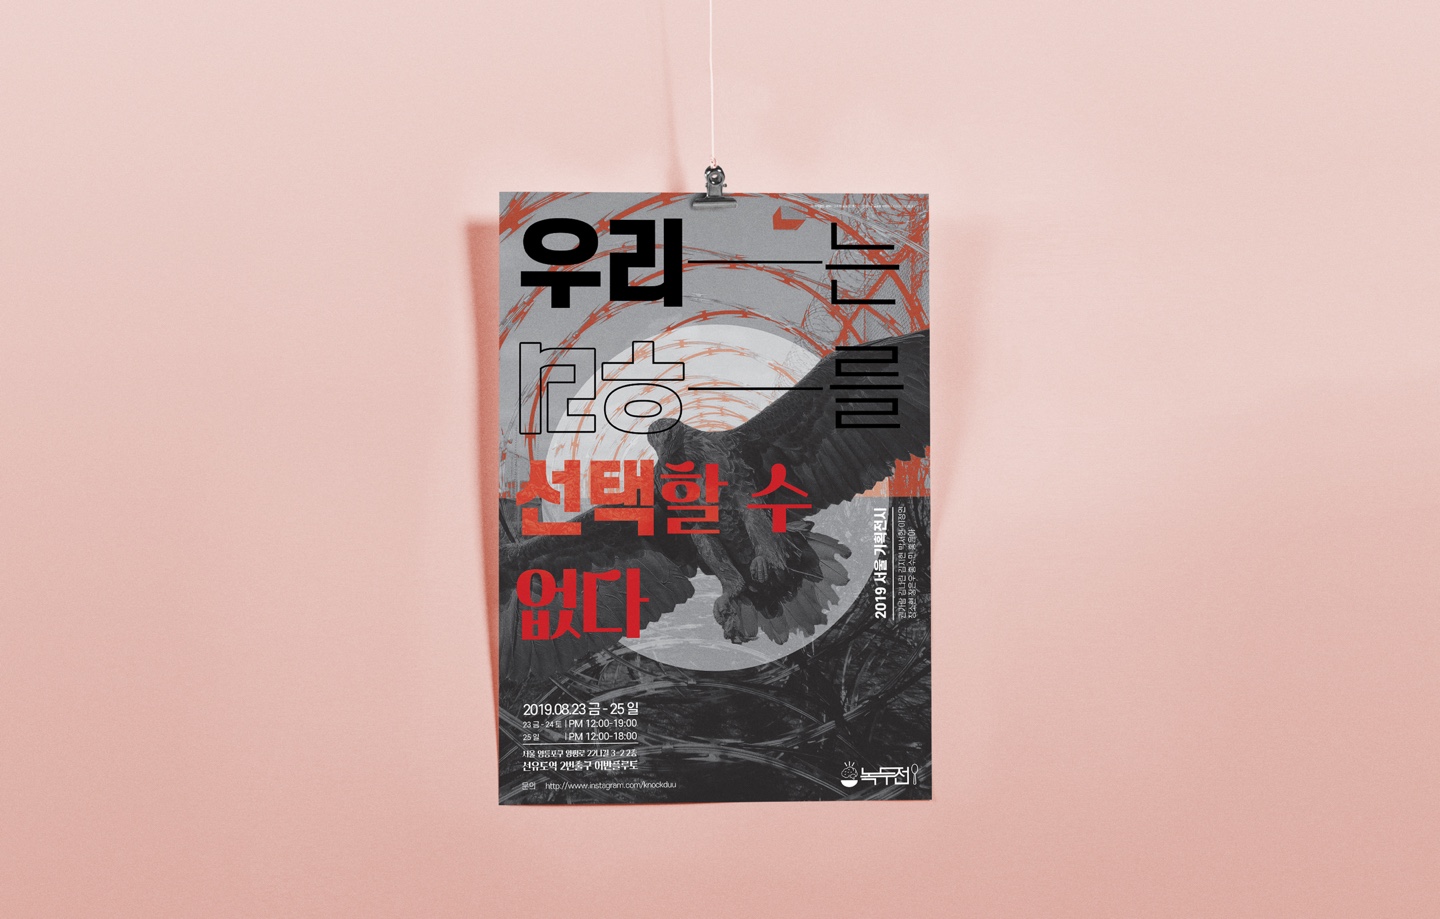 우리는
우리를
선택할 수
없다
2019 서울 기획전시
2019.08.23 금 - 25 일
23 금 - 24 토 | PM 12:00-19:00
25 일 | PM 12:00-18:00
서울 영등포구 양평로 22나길 3-2 2층
선유도역 2번출구 이반플루토
문의 http://www.instagram.com/knockduu
녹두전